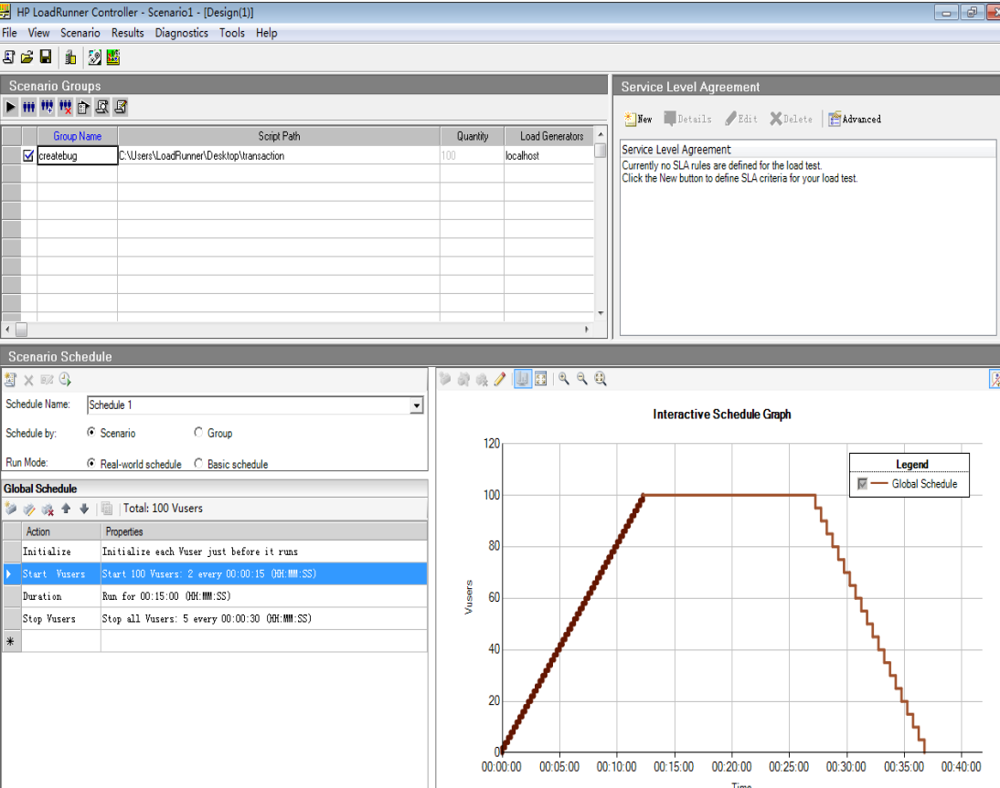 HP LoadRunner Controller - Scenario1 - [Design(1)]
File View Scenario Results Diagnostics Tools Help
Scenario Groups
Group Name Script Path Quantity Load Generators
createbug C:\Users\LoadRunner\Desktop\transaction 100 localhost
Service Level Agreement
New Details Edit Delete Advanced
Service Level Agreement
Currently no SLA rules are defined for the load test.
Click the New button to define SLA criteria for your load test.
Scenario Schedule
Schedule Name: Schedule 1
Schedule by: Scenario Group
Run Mode: Real-world schedule Basic schedule
Global Schedule
Total: 100 Vusers
Action Properties
Initialize Initialize each Vuser just before it runs
Start Vusers Start 100 Vusers: 2 every 00:00:15 (HH:MM:SS)
Duration Run for 00:15:00 (HH:MM:SS)
Stop Vusers Stop all Vusers: 5 every 00:00:30 (HH:MM:SS)
*
Interactive Schedule Graph
Legend
Global Schedule
Vusers
120
100
80
60
40
20
0
00:00:00 00:05:00 00:10:00 00:15:00 00:20:00 00:25:00 00:30:00 00:35:00 00:40:00
Time